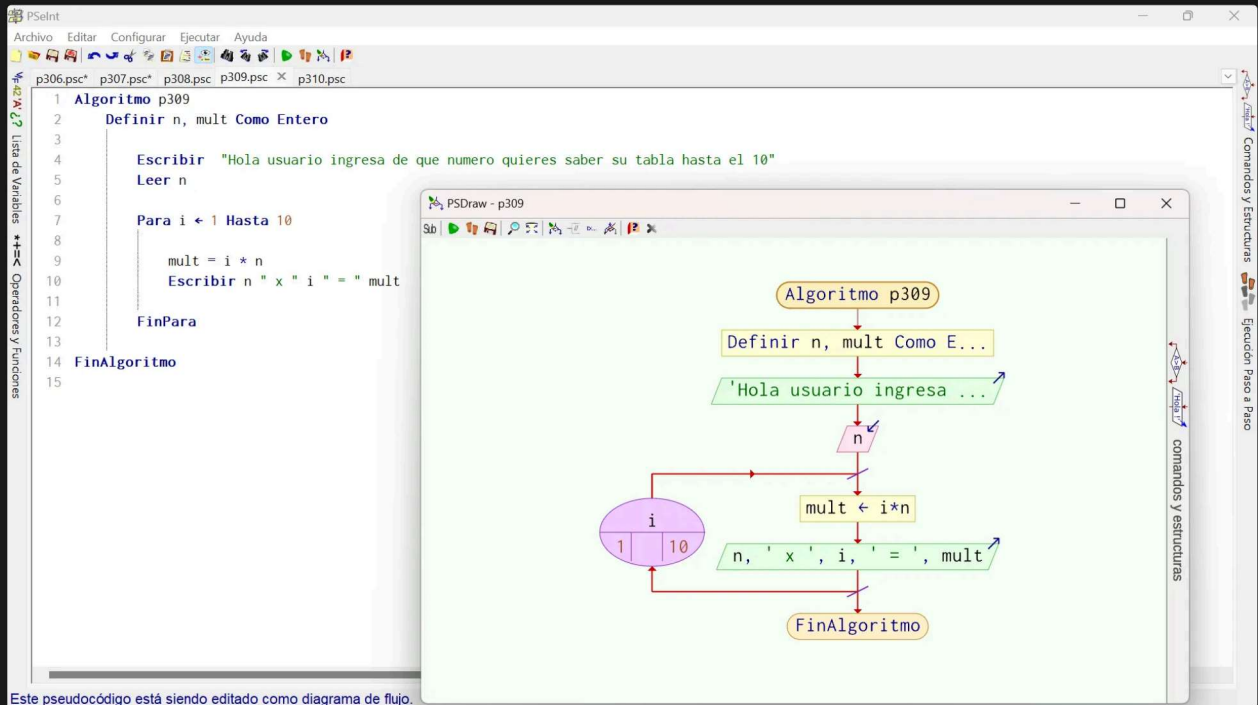 PSeInt
Archivo Editar Configurar Ejecutar Ayuda
p306.psc* p307.psc* p308.psc p309.psc × p310.psc
1 Algoritmo p309
2 Definir n, mult Como Entero
3
4 Escribir "Hola usuario ingresa de que numero quieres saber su tabla hasta el 10"
5 Leer n
6
7 Para i ← 1 Hasta 10
8
9 mult = i * n
10 Escribir n " x " i " = " mult
11
12 FinPara
13
14 FinAlgoritmo
15
42 'A' ¿? Lista de Variables
*+=< Operadores y Funciones
Comandos y Estructuras
Ejecución Paso a Paso
PSDraw - p309
Sub
Algoritmo p309
Definir n, mult Como E...
'Hola usuario ingresa ...
n
i
1 10
mult ← i*n
n, ' x ', i, ' = ', mult
FinAlgoritmo
A>B
'Hola !'
comandos y estructuras
Este pseudocódigo está siendo editado como diagrama de flujo.